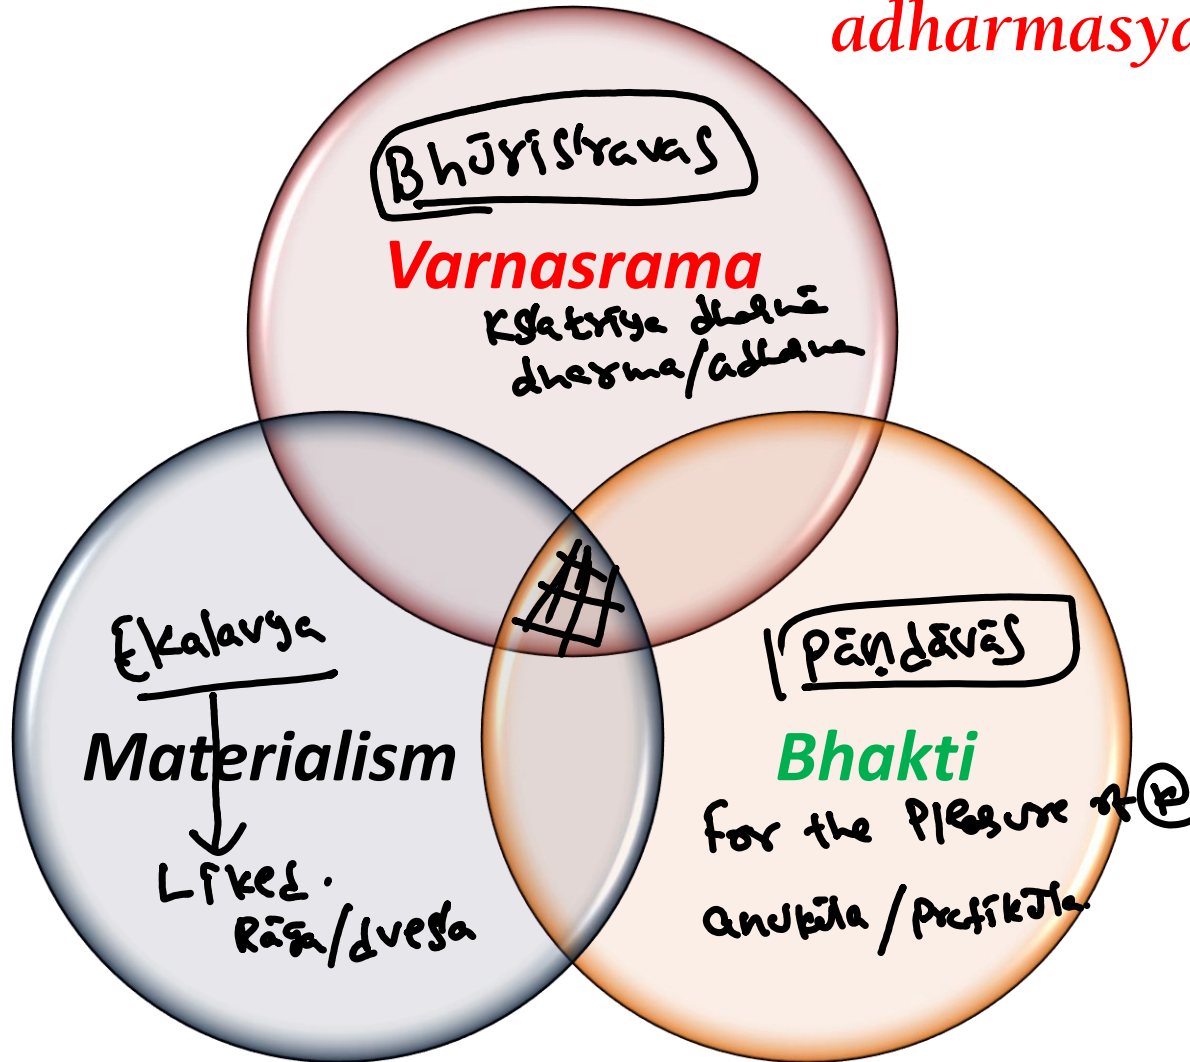 adharmasya
Bhūriśravas
Varnasrama
Kṣatriya dharma
dharma/adharma
Ekalavya
Pāṇḍāvās
Materialism
Bhakti
For the Pleasure of K
Liked.
Rāga/dveṣa
anukūla/Pratikūla